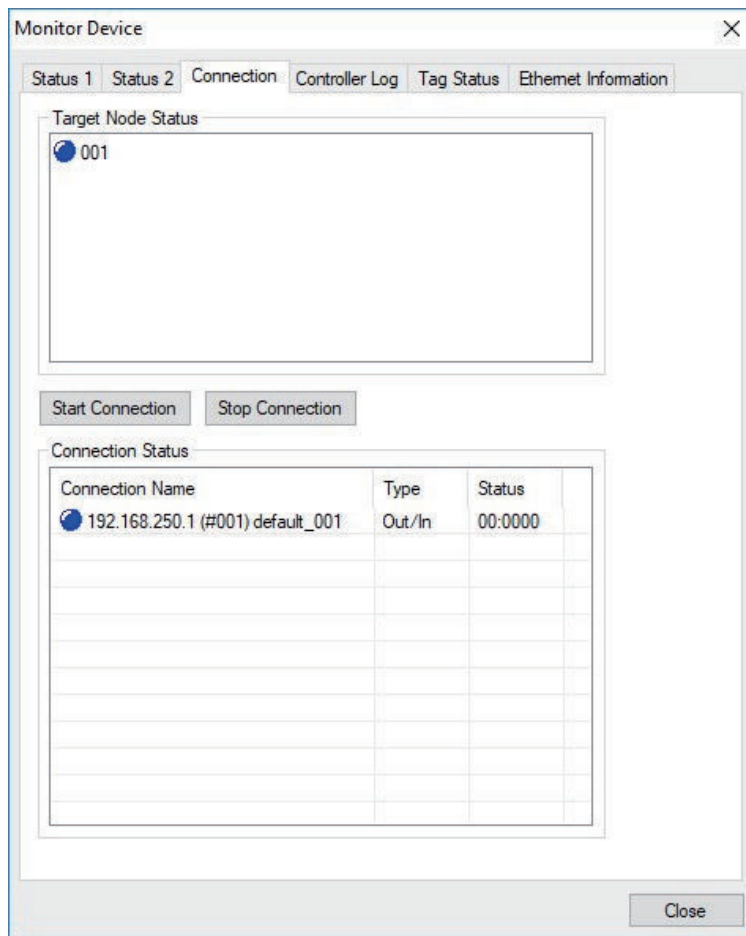 Monitor Device
Status 1 Status 2 Connection Controller Log Tag Status Ethernet Information
Target Node Status
001
Start Connection Stop Connection
Connection Status
Connection Name Type Status
192.168.250.1 (#001) default_001 Out/In 00:0000
Close